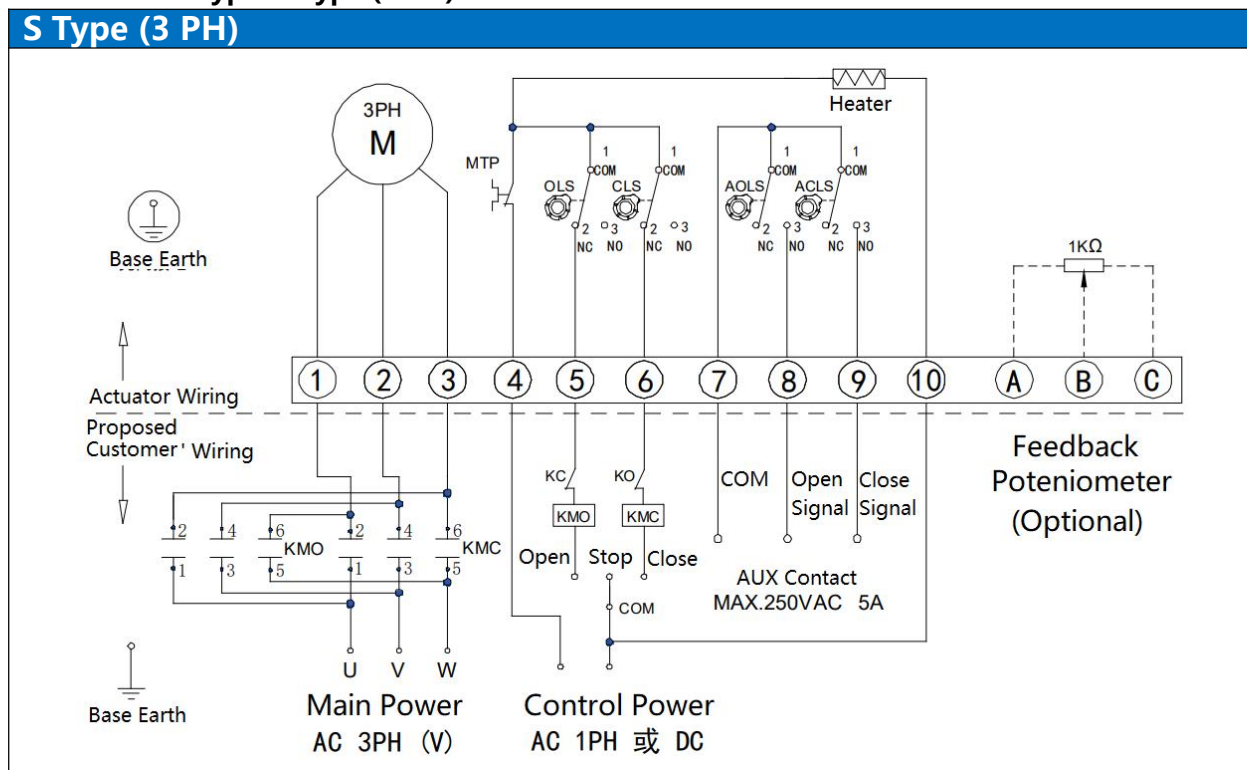 S Type (3 PH)
Heater
3PH
M
MTP
1
COM
1
COM
1
COM
1
COM
OLS
CLS
AOLS
ACLS
2
3
2
3
2
3
2
3
NC
NO
NC
NO
NC
NO
NC
NO
Base Earth
1KΩ
1
2
3
4
5
6
7
8
9
10
A
B
C
Actuator Wiring
Proposed
Customer' Wiring
KC
KO
KMO
KMC
COM
Open
Signal
Close
Signal
Feedback
Poteniometer
(Optional)
2
4
6
KMO
2
4
6
KMC
1
3
5
1
3
5
Open
Stop
Close
COM
AUX Contact
MAX.250VAC 5A
U
V
W
Base Earth
Main Power
AC 3PH (V)
Control Power
AC 1PH 或 DC